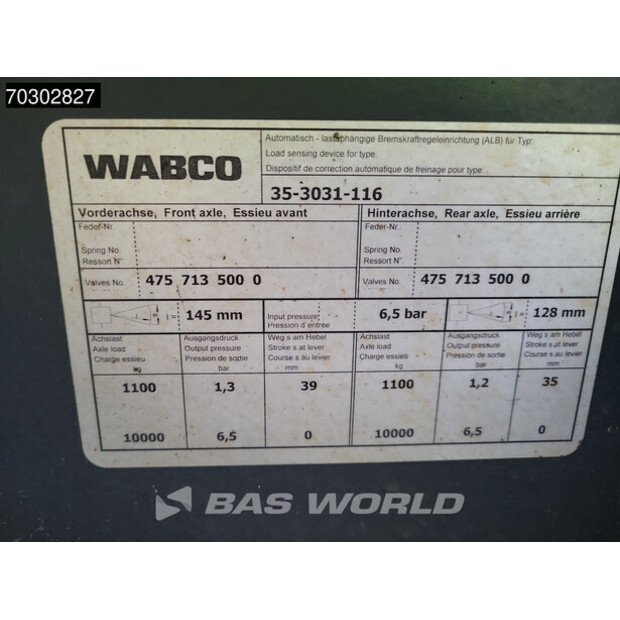 70302827
WABCO
Automatisch - lastabhängige Bremskraftregeleinrichtung (ALB) für Typ:
Load sensing device for type:
Dispositif de correction automatique de freinage pour type:
35-3031-116
Vorderachse, Front axle, Essieu avant
Hinterachse, Rear axle, Essieu arrière
Feder-Nr.
Spring No.
Ressort N°
Feder-Nr.
Spring No.
Ressort N°
Valves No. 475 713 500 0
Valves No. 475 713 500 0
l = 145 mm
Input pressure
Pression d'entrée
6,5 bar
= 128 mm
Achslast
Axle load
Charge essieu
kg
Ausgangsdruck
Output pressure
Pression de sortie
bar
Weg s am Hebel
Stroke s at lever
Course s au levier
mm
Achslast
Axle load
Charge essieu
kg
Ausgangsdruck
Output pressure
Pression de sortie
bar
Weg s am Hebel
Stroke s at lever
Course s au levier
mm
1100 1,3 39 1100 1,2 35
10000 6,5 0 10000 6,5 0
BAS WORLD